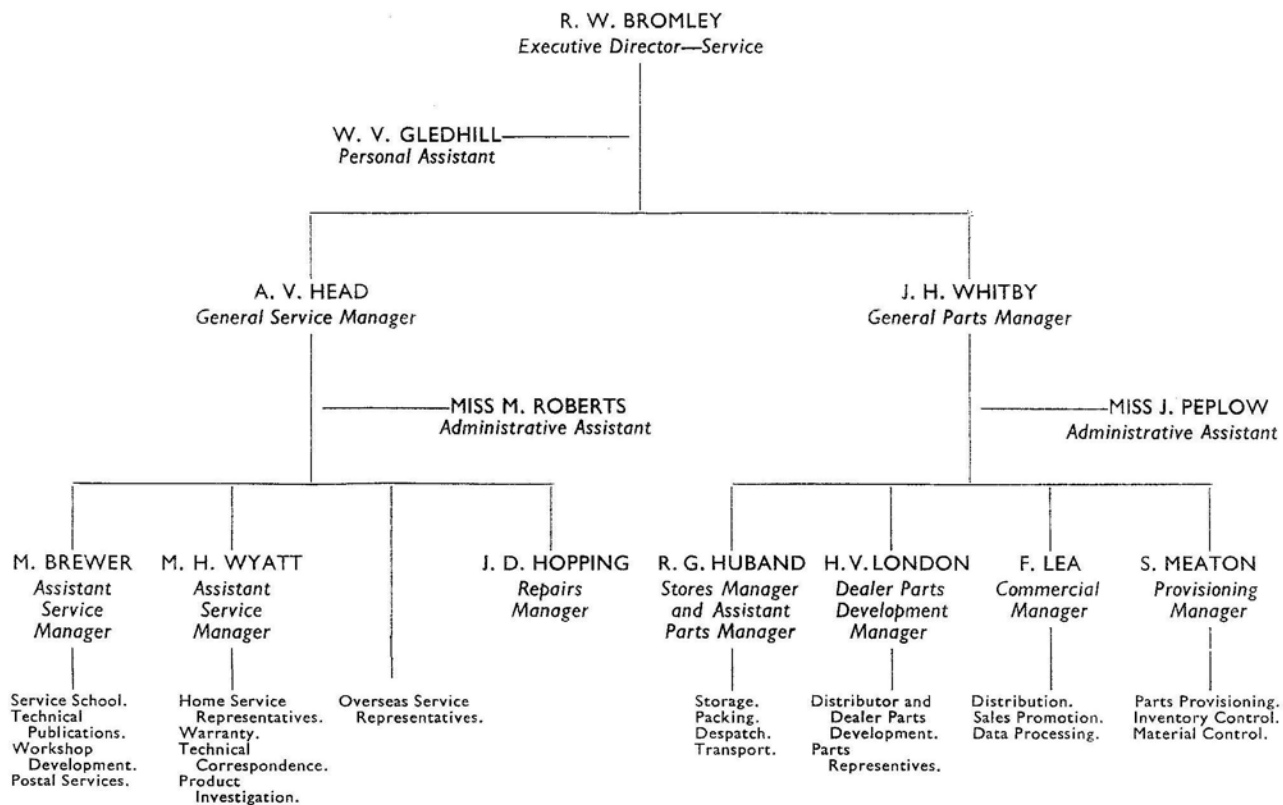 R. W. BROMLEY
Executive Director—Service
W. V. GLEDHILL
Personal Assistant
A. V. HEAD
General Service Manager
J. H. WHITBY
General Parts Manager
MISS M. ROBERTS
Administrative Assistant
MISS J. PEPLOW
Administrative Assistant
M. BREWER
Assistant
Service
Manager
M. H. WYATT
Assistant
Service
Manager
J. D. HOPPING
Repairs
Manager
R. G. HUBAND
Stores Manager
and Assistant
Parts Manager
H. V. LONDON
Dealer Parts
Development
Manager
F. LEA
Commercial
Manager
S. MEATON
Provisioning
Manager
Service School.
Technical
Publications.
Workshop
Development.
Postal Services.
Home Service
Representatives.
Warranty.
Technical
Correspondence.
Product
Investigation.
Overseas Service
Representatives.
Storage.
Packing.
Despatch.
Transport.
Distributor and
Dealer Parts
Development.
Parts
Representives.
Distribution.
Sales Promotion.
Data Processing.
Parts Provisioning.
Inventory Control.
Material Control.